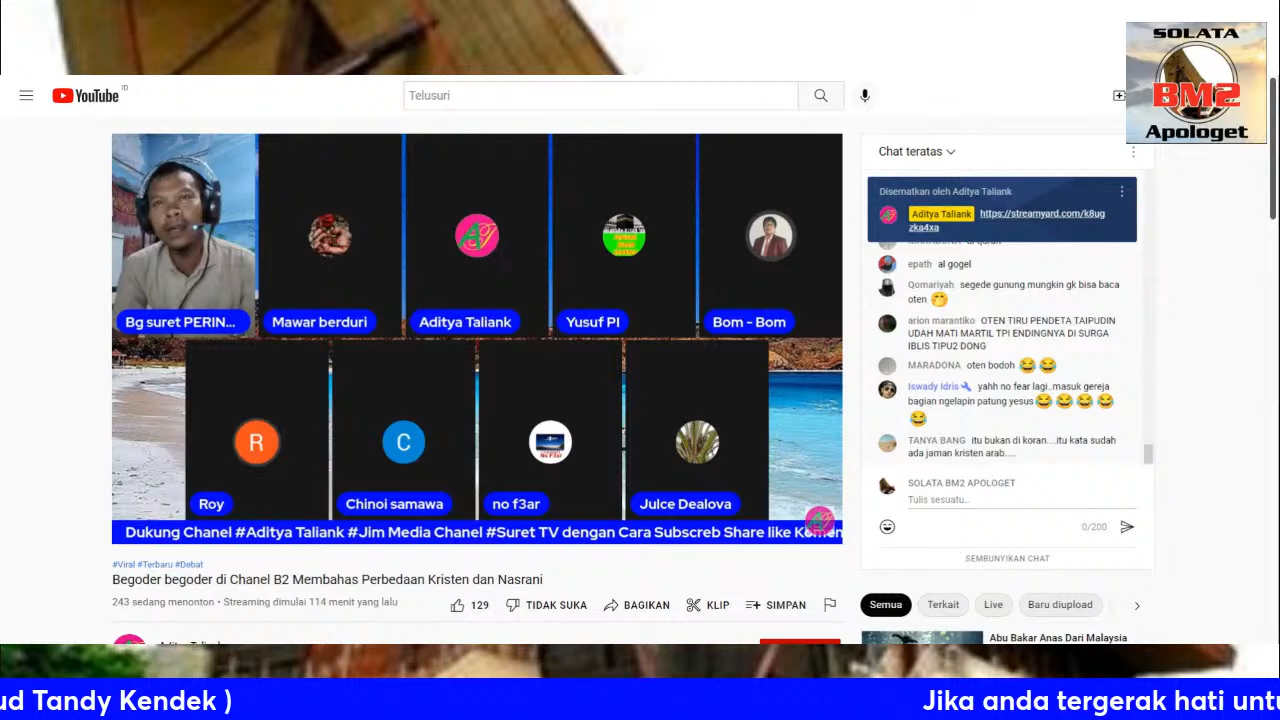 SOLATA
BM2
Apologet
YouTube ID
Telusuri
Chat teratas
Disematkan oleh Aditya Taliank
Aditya Taliank https://streamyard.com/k8ug
zka4xa
epath al gogel
Qomariyah segede gunung mungkin gk bisa baca
oten 🤭
arion marantiko OTEN TIRU PENDETA TAIPUDIN
UDAH MATI MARTIL TPI ENDINGNYA DI SURGA
IBLIS TIPU2 DONG
MARADONA oten bodoh 😂 😂
Iswady Idris yahh no fear lagi..masuk gereja
bagian ngelapin patung yesus😂 😂 😂 😂
😂
TANYA BANG itu bukan di koran....itu kata sudah
ada jaman kristen arab.....
SOLATA BM2 APOLOGET
Tulis sesuatu...
0/200
SEMBUNYIKAN CHAT
Bg suret PERIN...
Mawar berduri
Aditya Taliank
Yusuf PI
Bom - Bom
R
C
Roy
Chinoi samawa
no f3ar
Julce Dealova
Dukung Chanel #Aditya Taliank #Jim Media Chanel #Suret TV dengan Cara Subscreb Share like Komen
#Viral #Terbaru #Debat
Begoder begoder di Chanel B2 Membahas Perbedaan Kristen dan Nasrani
243 sedang menonton • Streaming dimulai 114 menit yang lalu
129 TIDAK SUKA BAGIKAN KLIP SIMPAN
Semua Terkait Live Baru diupload
Abu Bakar Anas Dari Malaysia
ud Tandy Kendek )
Jika anda tergerak hati untu